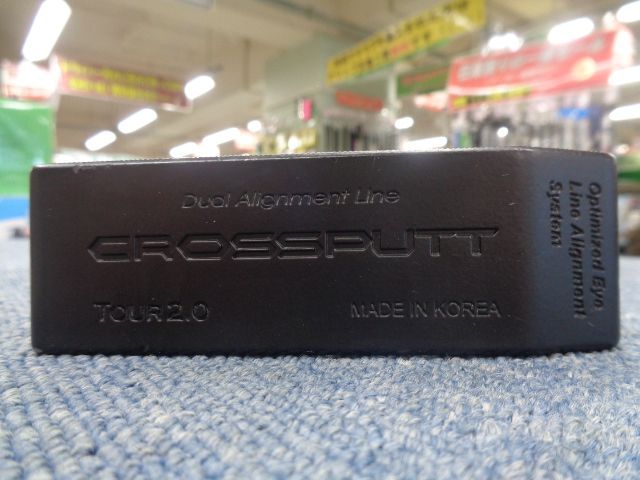 Dual Alignment Line
CROSSPUTT
TOUR 2.0
MADE IN KOREA
Optimized Eye
Line Alignment
System